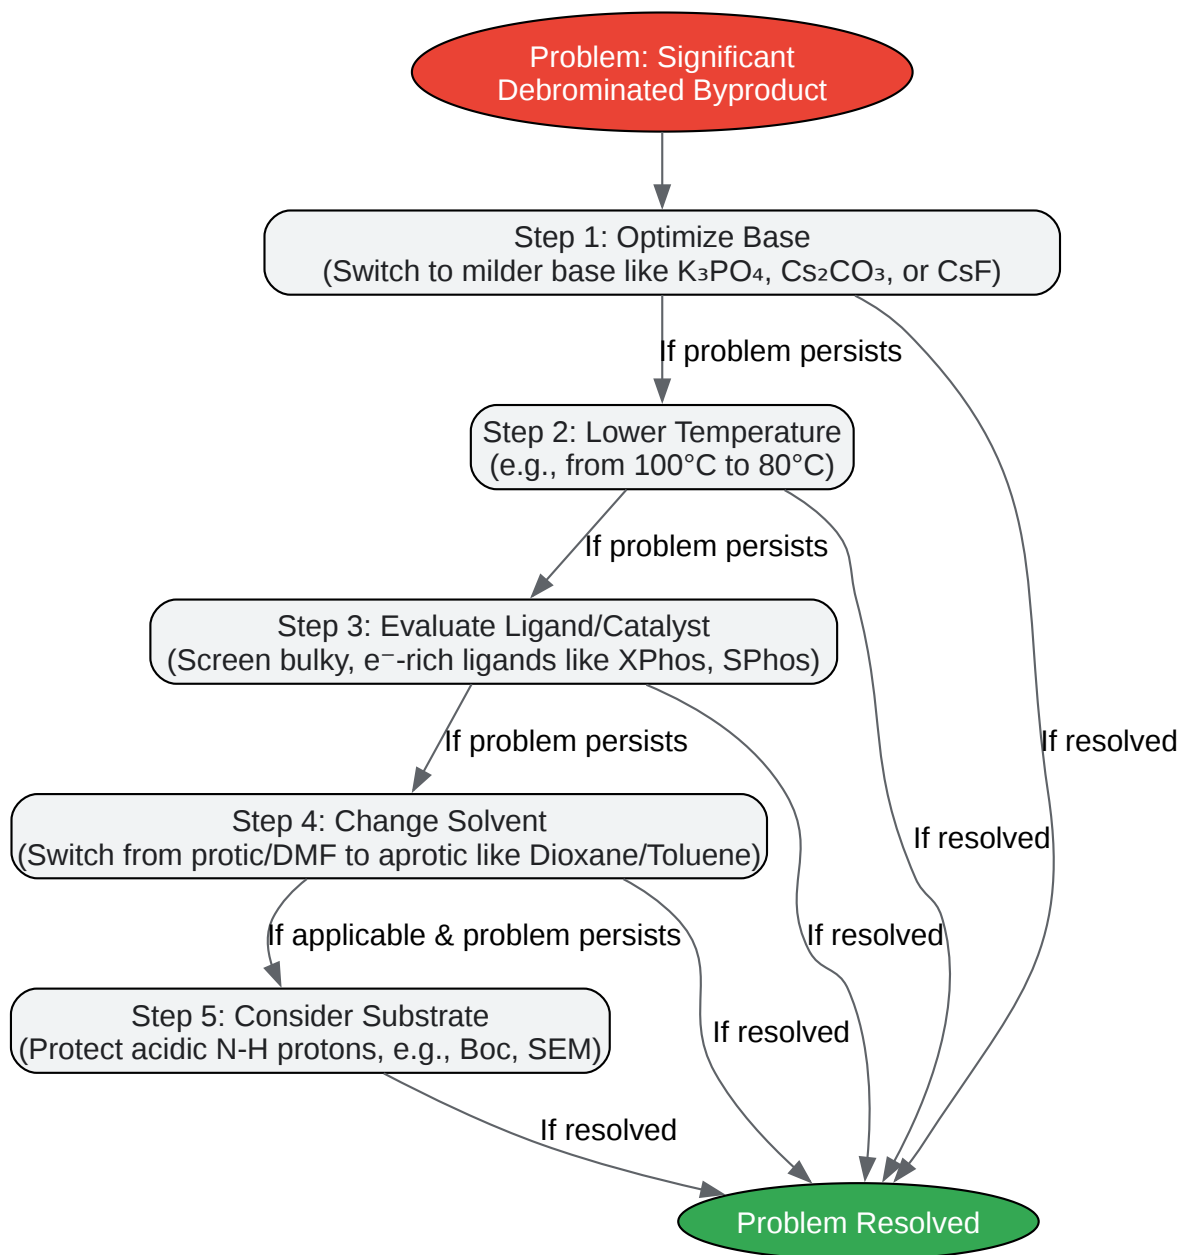 Problem: Significant
Debrominated Byproduct
Step 1: Optimize Base
(Switch to milder base like K₃PO₄, Cs₂CO₃, or CsF)
If problem persists
Step 2: Lower Temperature
(e.g., from 100°C to 80°C)
If problem persists
Step 3: Evaluate Ligand/Catalyst
(Screen bulky, e⁻-rich ligands like XPhos, SPhos)
If problem persists
If resolved
Step 4: Change Solvent
(Switch from protic/DMF to aprotic like Dioxane/Toluene)
If resolved
If applicable & problem persists
If resolved
Step 5: Consider Substrate
(Protect acidic N-H protons, e.g., Boc, SEM)
If resolved
If resolved
Problem Resolved